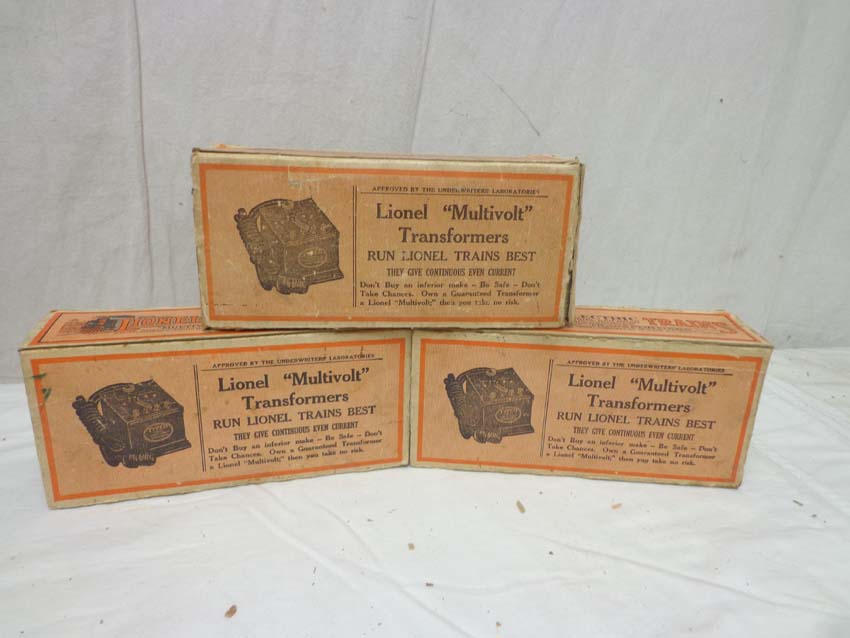 APPROVED BY THE UNDERWRITERS' LABORATORIES
Lionel "Multivolt"
Transformers
RUN LIONEL TRAINS BEST
THEY GIVE CONTINUOUS EVEN CURRENT
Don't Buy an inferior make – Be Safe – Don't
Take Chances. Own a Guaranteed Transformer
a Lionel "Multivolt," then you take no risk.
LIONEL
ELECTRIC TRAINS
APPROVED BY THE UNDERWRITERS' LABORATORIES
Lionel "Multivolt"
Transformers
RUN LIONEL TRAINS BEST
THEY GIVE CONTINUOUS EVEN CURRENT
Don't Buy an inferior make – Be Safe – Don't
Take Chances. Own a Guaranteed Transformer
a Lionel "Multivolt," then you take no risk.
APPROVED BY THE UNDERWRITERS' LABORATORIES
Lionel "Multivolt"
Transformers
RUN LIONEL TRAINS BEST
THEY GIVE CONTINUOUS EVEN CURRENT
Don't Buy an inferior make – Be Safe – Don't
Take Chances. Own a Guaranteed Transformer
a Lionel "Multivolt," then you take no risk.